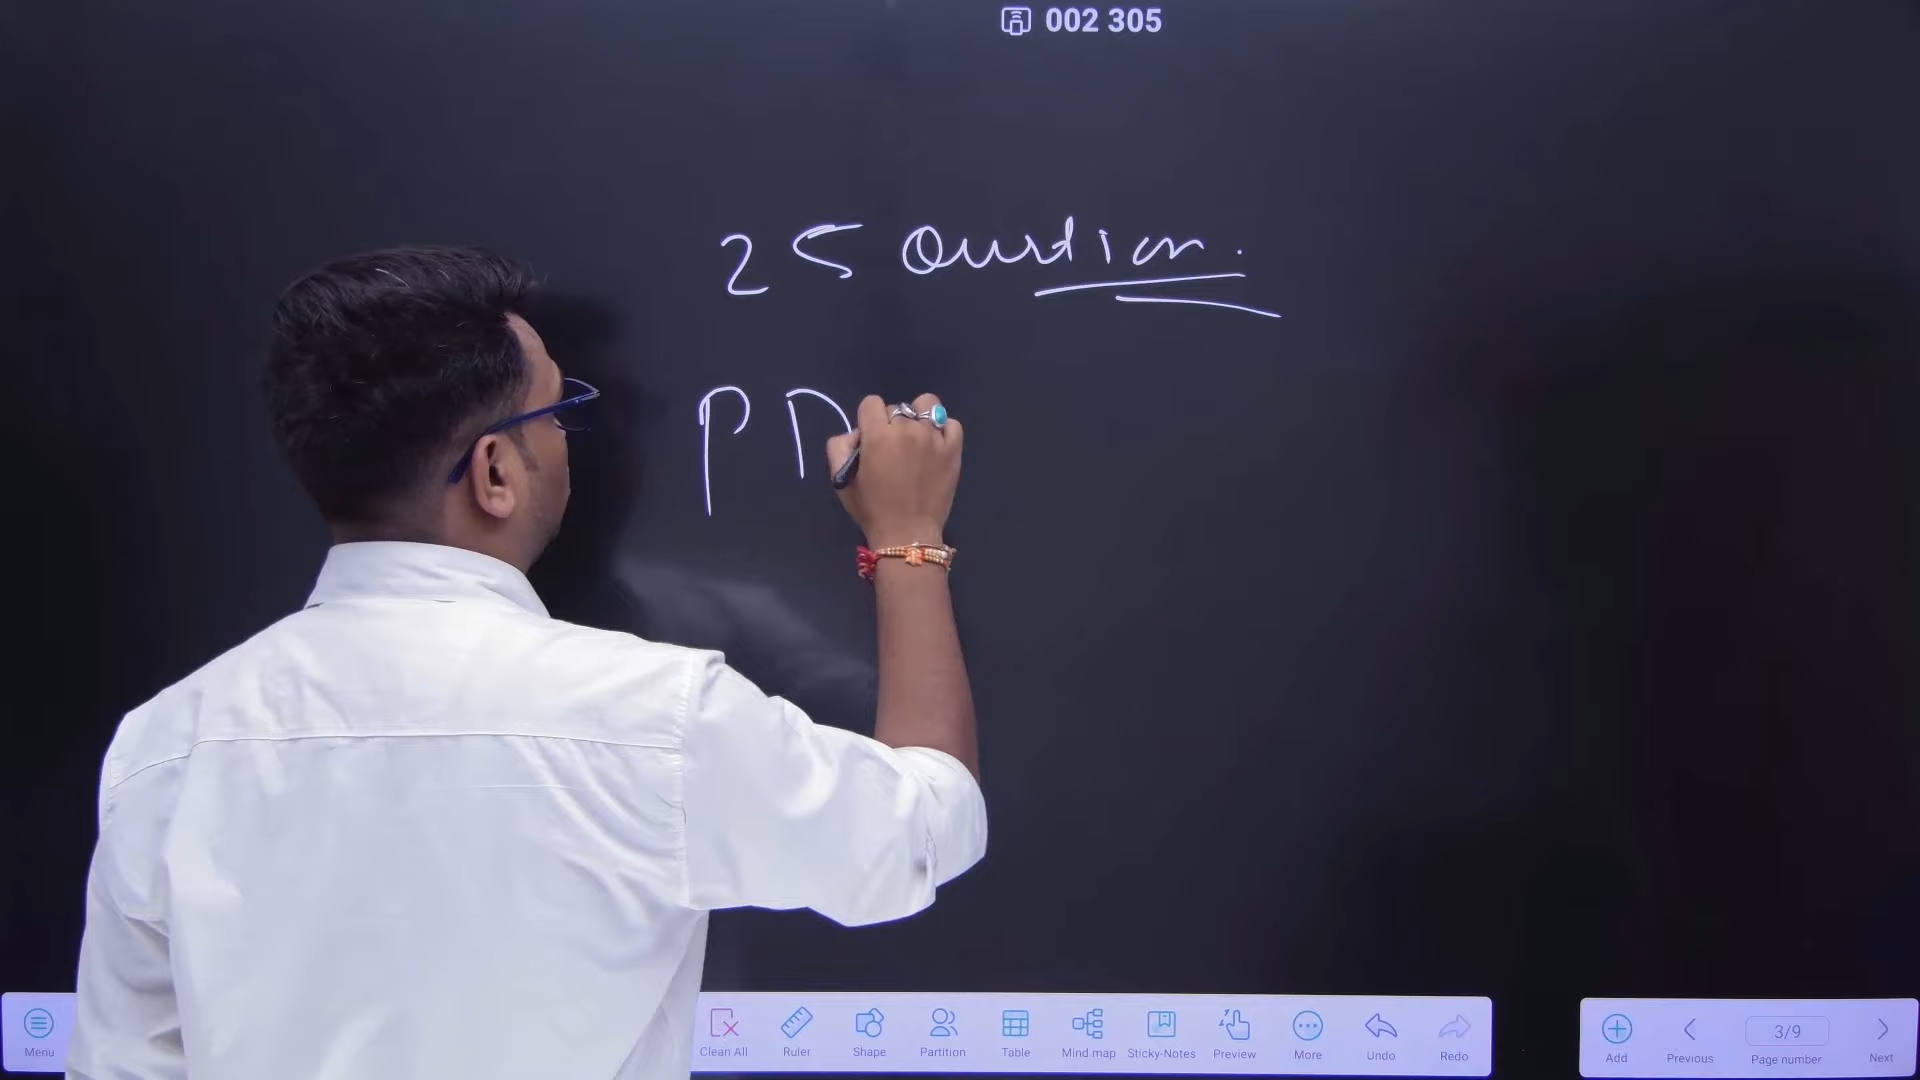 002 305
25 Question.
PD
Menu
Clean All
Ruler
Shape
Partition
Table
Mind map
Sticky-Notes
Preview
More
Undo
Redo
Add
Previous
3/9
Page number
Next